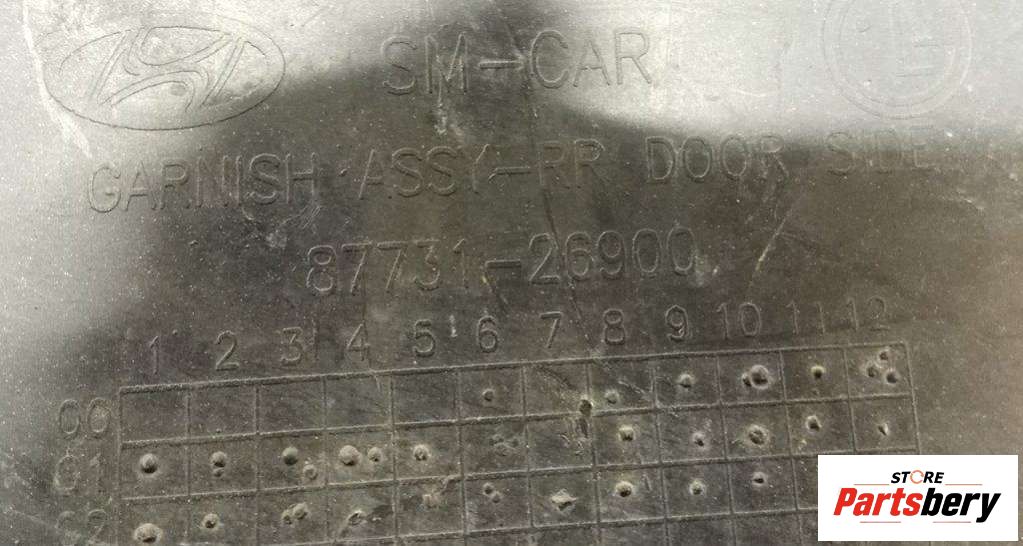 SM-CAR
GARNISH ASSY-RR DOOR SIDE
87731-26900
1 2 3 4 5 6 7 8 9 10 11 12
00
01
02
STORE
Partsbery